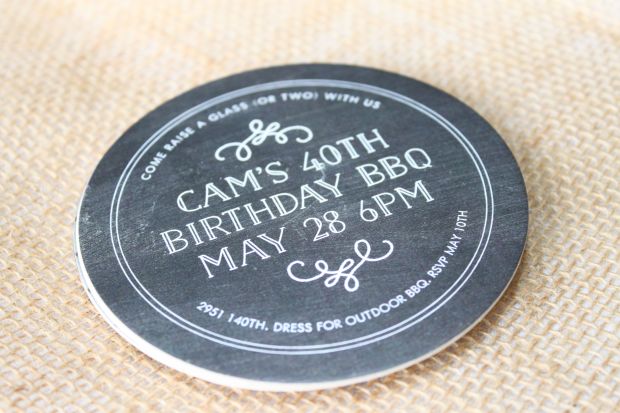 COME RAISE A GLASS (OR TWO) WITH US
CAM'S 40TH
BIRTHDAY BBQ
MAY 28 6PM
2951 140TH. DRESS FOR OUTDOOR BBQ. RSVP MAY 10TH